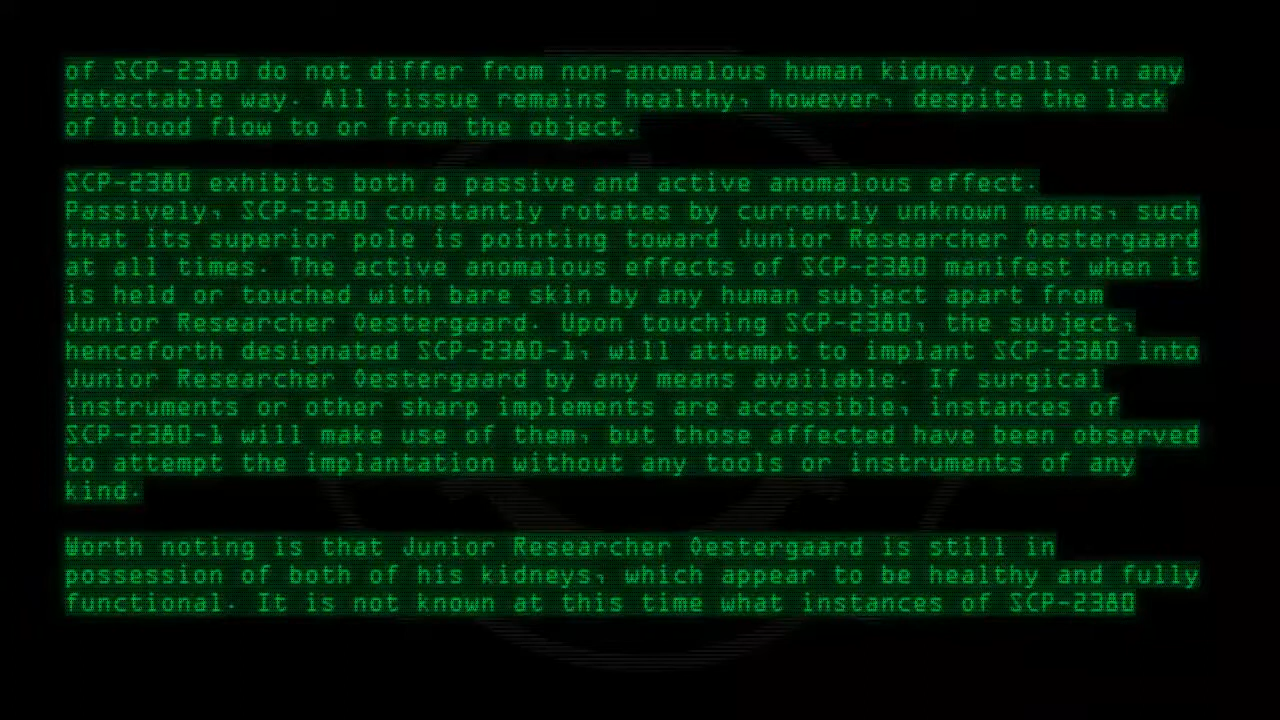 of SCP-2380 do not differ from non-anomalous human kidney cells in any
detectable way. All tissue remains healthy, however, despite the lack
of blood flow to or from the object.
SCP-2380 exhibits both a passive and active anomalous effect.
Passively, SCP-2380 constantly rotates by currently unknown means, such
that its superior pole is pointing toward Junior Researcher Oestergaard
at all times. The active anomalous effects of SCP-2380 manifest when it
is held or touched with bare skin by any human subject apart from
Junior Researcher Oestergaard. Upon touching SCP-2380, the subject,
henceforth designated SCP-2380-1, will attempt to implant SCP-2380 into
Junior Researcher Oestergaard by any means available. If surgical
instruments or other sharp implements are accessible, instances of
SCP-2380-1 will make use of them, but those affected have been observed
to attempt the implantation without any tools or instruments of any
kind.
Worth noting is that Junior Researcher Oestergaard is still in
possession of both of his kidneys, which appear to be healthy and fully
functional. It is not known at this time what instances of SCP-2380